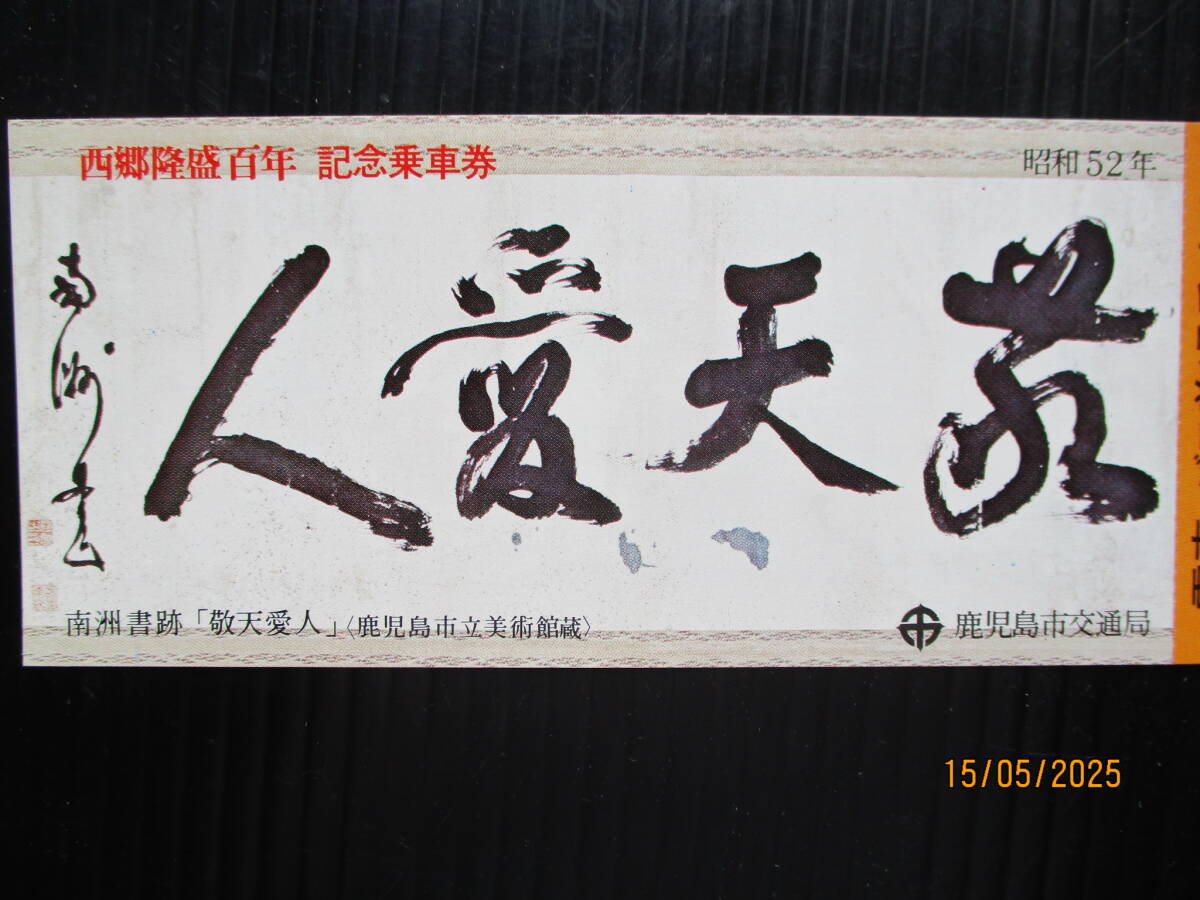 西郷隆盛百年 記念乗車券
昭和52年
敬天愛人
南洲書
南洲書跡「敬天愛人」〈鹿児島市立美術館蔵〉
鹿児島市交通局
15/05/2025